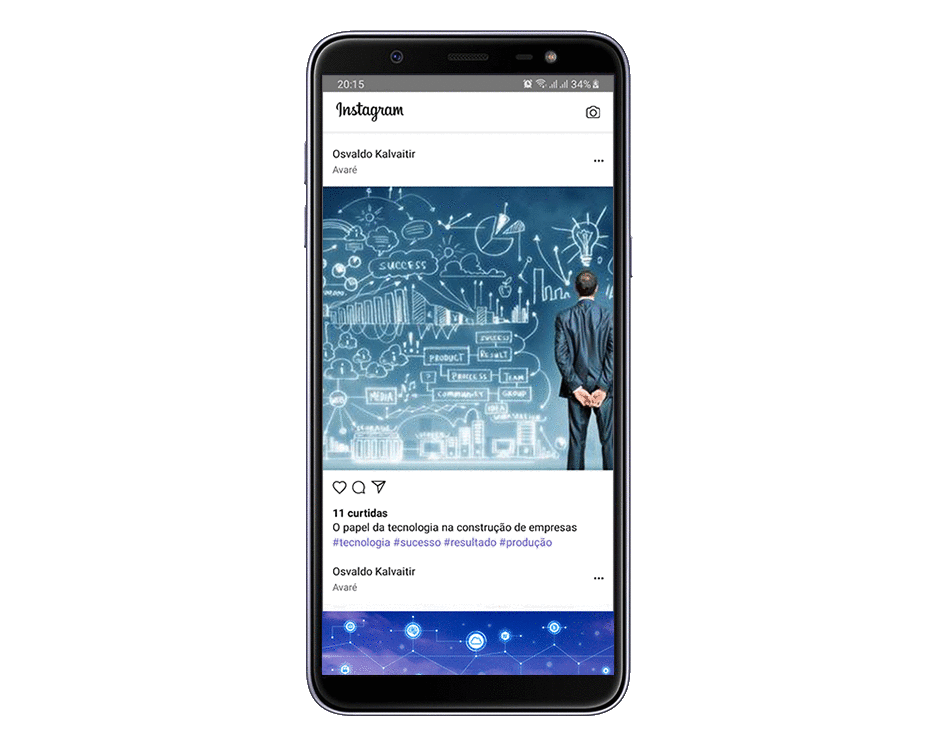 20:15
34%
Instagram
Osvaldo Kalvaitir
Avaré
SUCCESS
SUCCESS
PRODUCT
RESULT
PROCCESS
TEAM
MEDIA
COMMUNITY
GROUP
IDEA
11 curtidas
O papel da tecnologia na construção de empresas
#tecnologia #sucesso #resultado #produção
Osvaldo Kalvaitir
Avaré